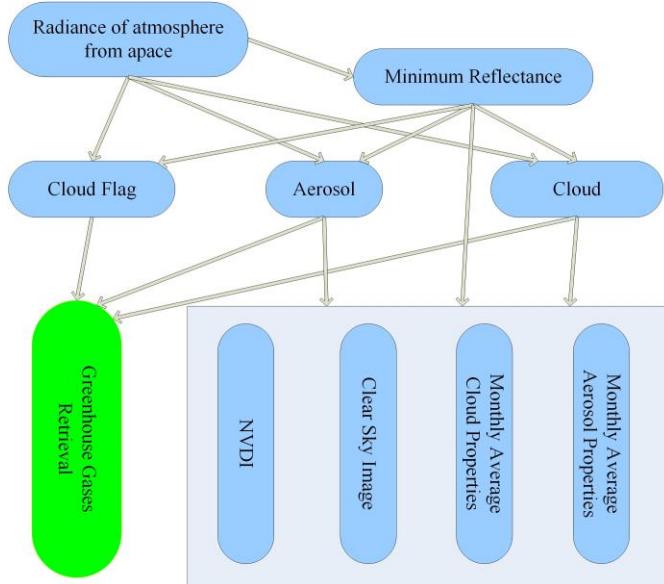 Radiance of atmosphere
from apace
Minimum Reflectance
Cloud Flag
Aerosol
Cloud
Greenhouse Gases
Retrieval
NVDI
Clear Sky Image
Monthly Average
Cloud Properties
Monthly Average
Aerosol Properties